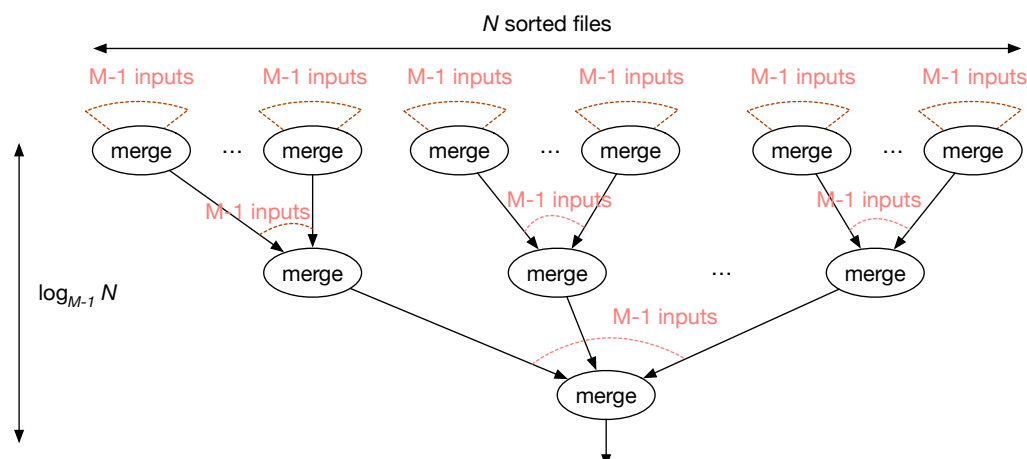 N sorted files
M-1 inputs M-1 inputs M-1 inputs M-1 inputs M-1 inputs M-1 inputs
merge ... merge merge ... merge merge ... merge
M-1 inputs M-1 inputs M-1 inputs
merge merge ... merge
log_{M-1} N
M-1 inputs
merge